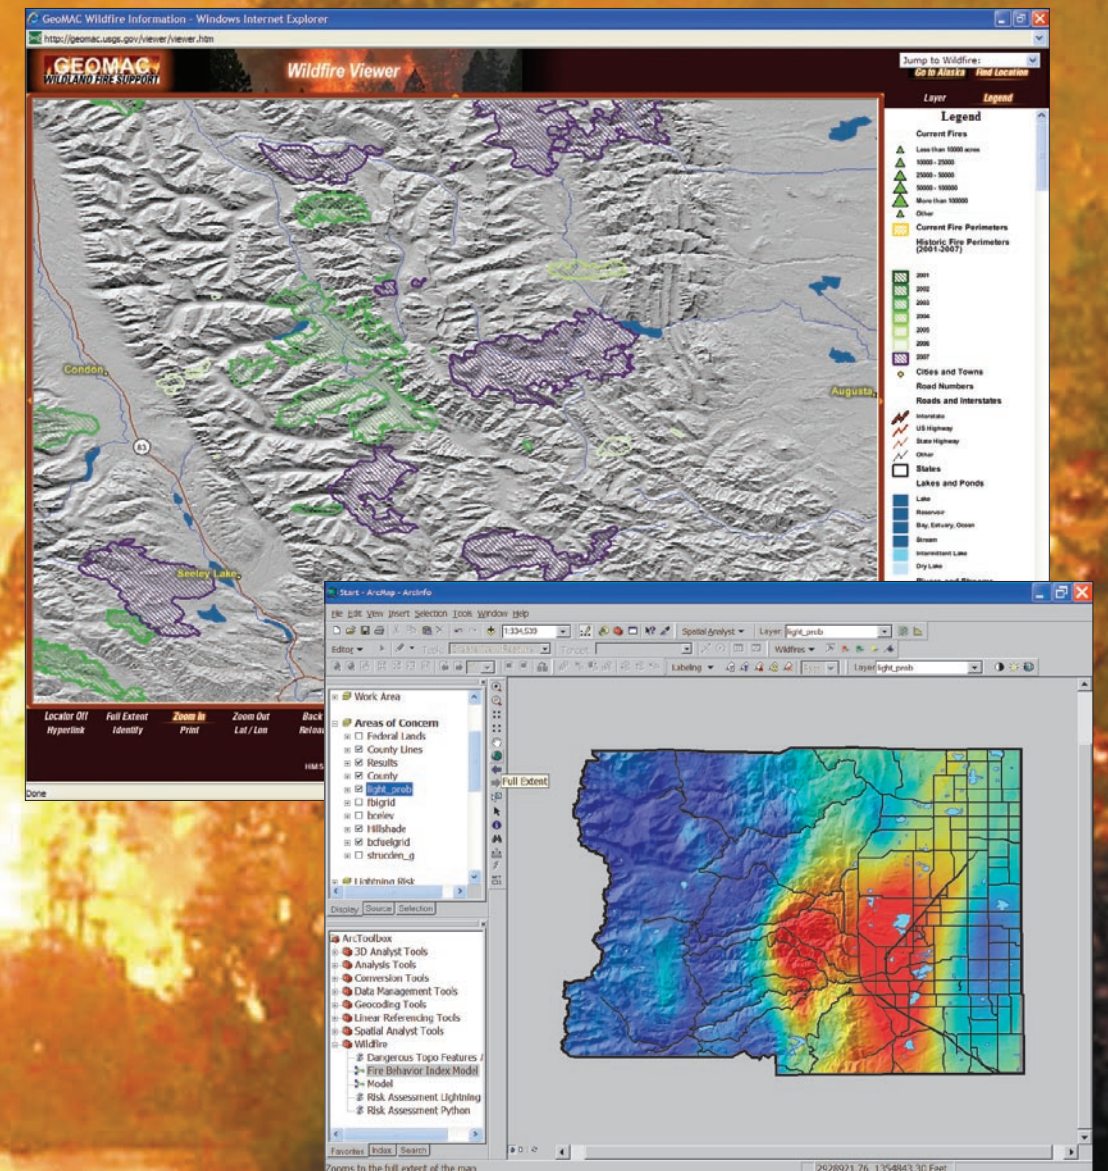 GeoMAC Wildfire Information - Windows Internet Explorer
http://geomac.usgs.gov/viewer/viewer.htm
GEOMAC
WILDLAND FIRE SUPPORT
Wildfire Viewer
Jump to Wildfire:
Go to Alaska Find Location
Layer Legend
Legend
Current Fires
Less than 10000 acres
10000 - 25000
25000 - 50000
50000 - 100000
More than 100000
Other
Current Fire Perimeters
Historic Fire Perimeters
(2001-2007)
2001
2002
2003
2004
2005
2006
2007
Cities and Towns
Road Numbers
Roads and Interstates
Interstate
US Highway
State Highway
Other
States
Lakes and Ponds
Lake
Reservoir
Bay, Estuary, Ocean
Stream
Intermittent Lake
Dry Lake
Condon
Augusta
83
Seeley Lake
Locator Off Full Extent Zoom In Zoom Out Back
Hyperlink Identify Print Lat/Lon
Done
Start - ArcMap - ArcInfo
File Edit View Insert Selection Tools Window Help
1:334,539 Spatial Analyst Layer: light_prob
Editor Wildfires
Labeling Layer light_prob
Work Area
Areas of Concern
Federal Lands
County Lines
Results
County
light_prob
fbigrid
bcelev
Hillshade
bcfuelgrid
strucden_g
Lightning Risk
Display Source Selection
Full Extent
ArcToolbox
3D Analyst Tools
Analysis Tools
Conversion Tools
Data Management Tools
Geocoding Tools
Linear Referencing Tools
Spatial Analyst Tools
Wildfire
Dangerous Topo Features
Fire Behavior Index Model
Model
Risk Assessment Lightning
Risk Assessment Python
Favorites Index Search
Zooms to the full extent of the map.
2928921.76 1354843.30 Feet